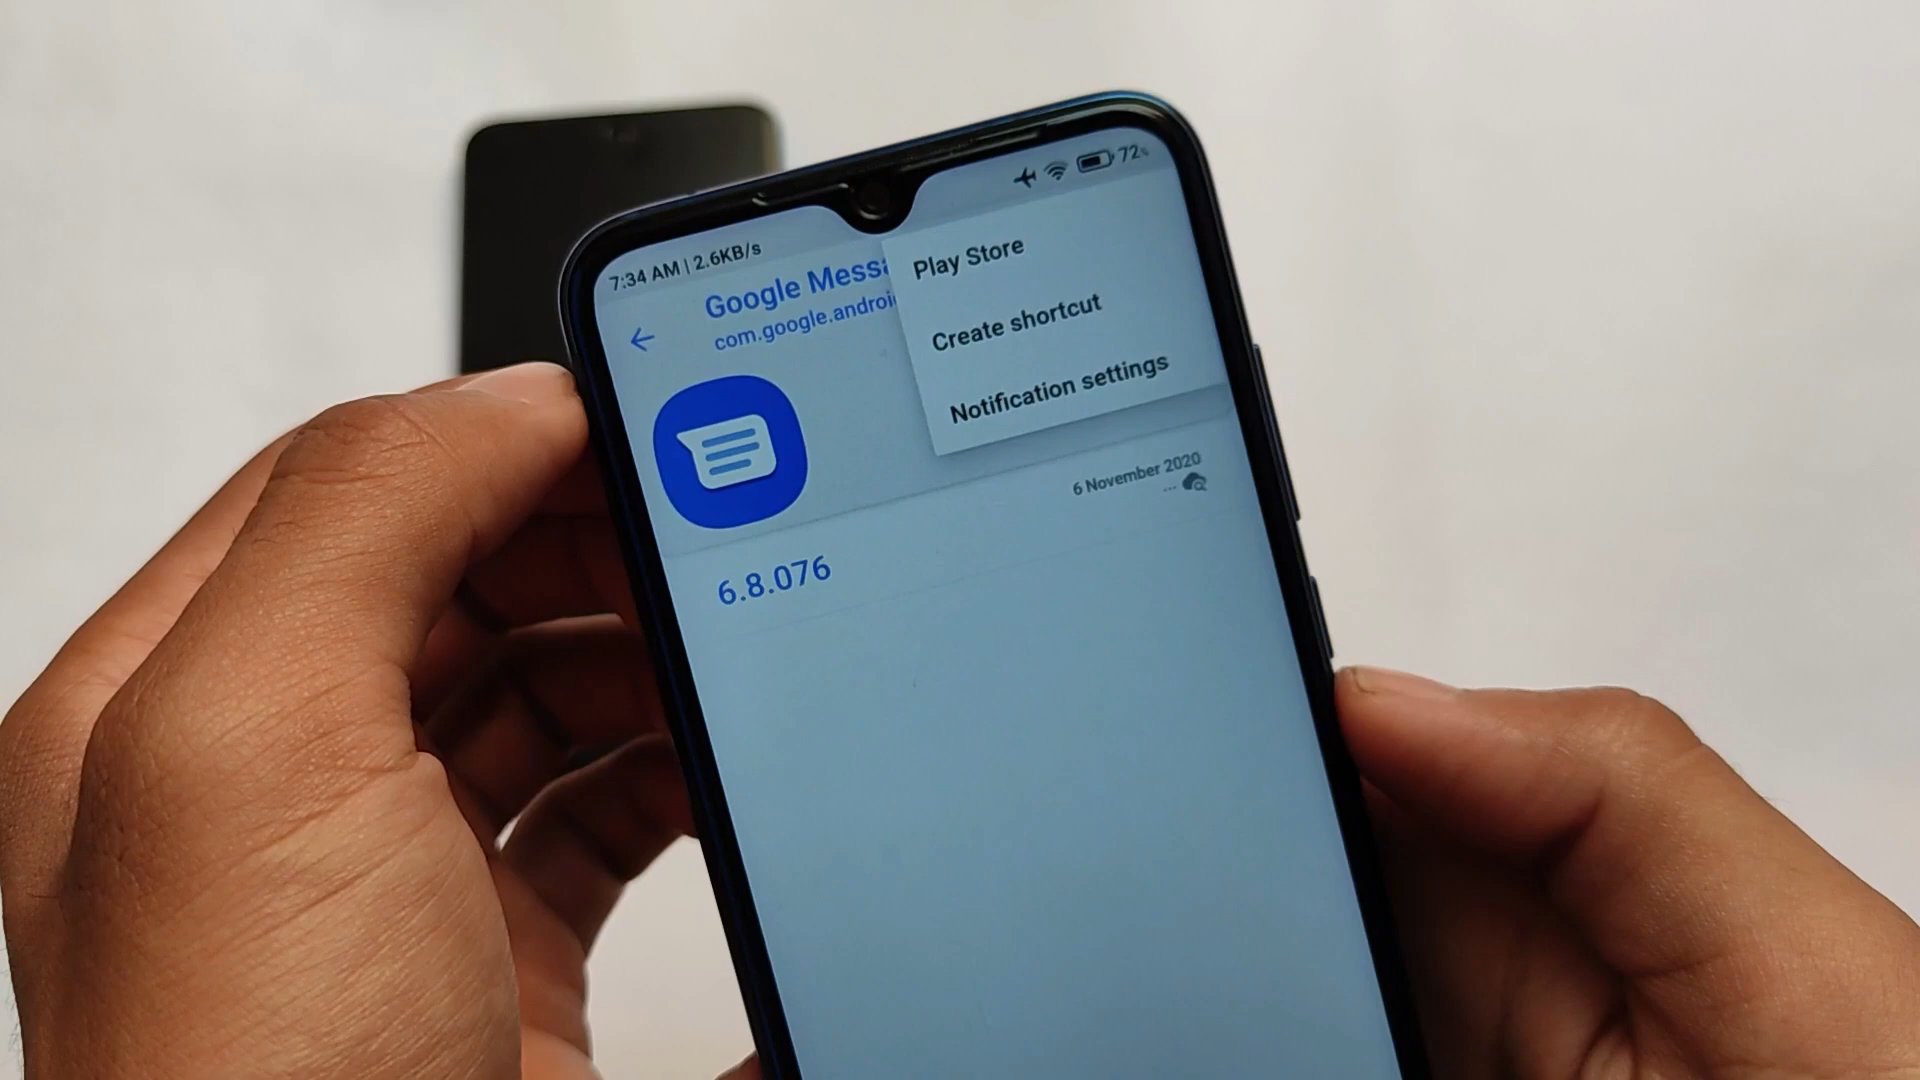 7:34 AM | 2.6KB/s
72%
Google Messa
com.google.androi
Play Store
Create shortcut
Notification settings
6 November 2020
...
6.8.076